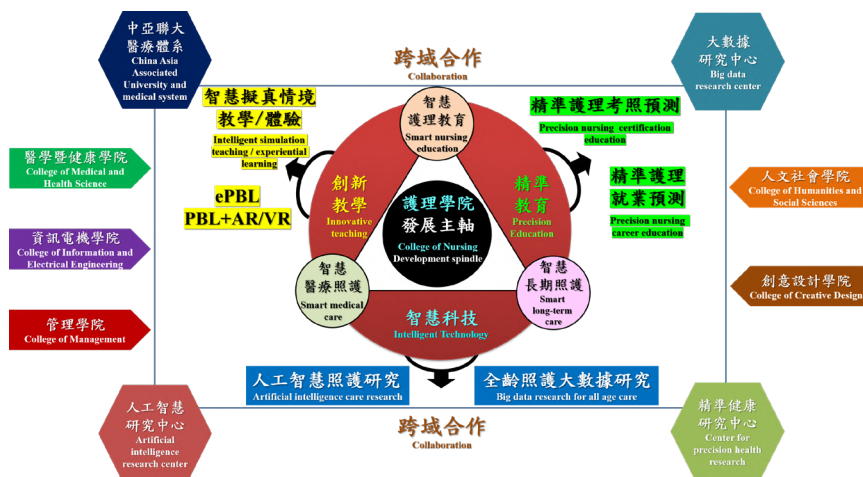 中亞聯大
醫療體系
China Asia
Associated
University and
medical system
跨域合作
Collaboration
大數據
研究中心
Big data
research center
智慧擬真情境
教學/體驗
Intelligent simulation
teaching / experiential
learning
ePBL
PBL+AR/VR
智慧
護理教育
Smart nursing
education
精準護理考照預測
Precision nursing certification
education
精準護理
就業預測
Precision nursing
career education
醫學暨健康學院
College of Medical and
Health Science
資訊電機學院
College of Information and
Electrical Engineering
管理學院
College of Management
創新
教學
Innovative
teaching
護理學院
發展主軸
College of Nursing
Development spindle
精準
教育
Precision
Education
人文社會學院
College of Humanities and
Social Sciences
創意設計學院
College of Creative Design
智慧
醫療照護
Smart medical
care
智慧科技
Intelligent Technology
智慧
長期照護
Smart
long-term
care
人工智慧照護研究
Artificial intelligence care research
全齡照護大數據研究
Big data research for all age care
人工智慧
研究中心
Artificial
intelligence
research center
跨域合作
Collaboration
精準健康
研究中心
Center for
precision health
research